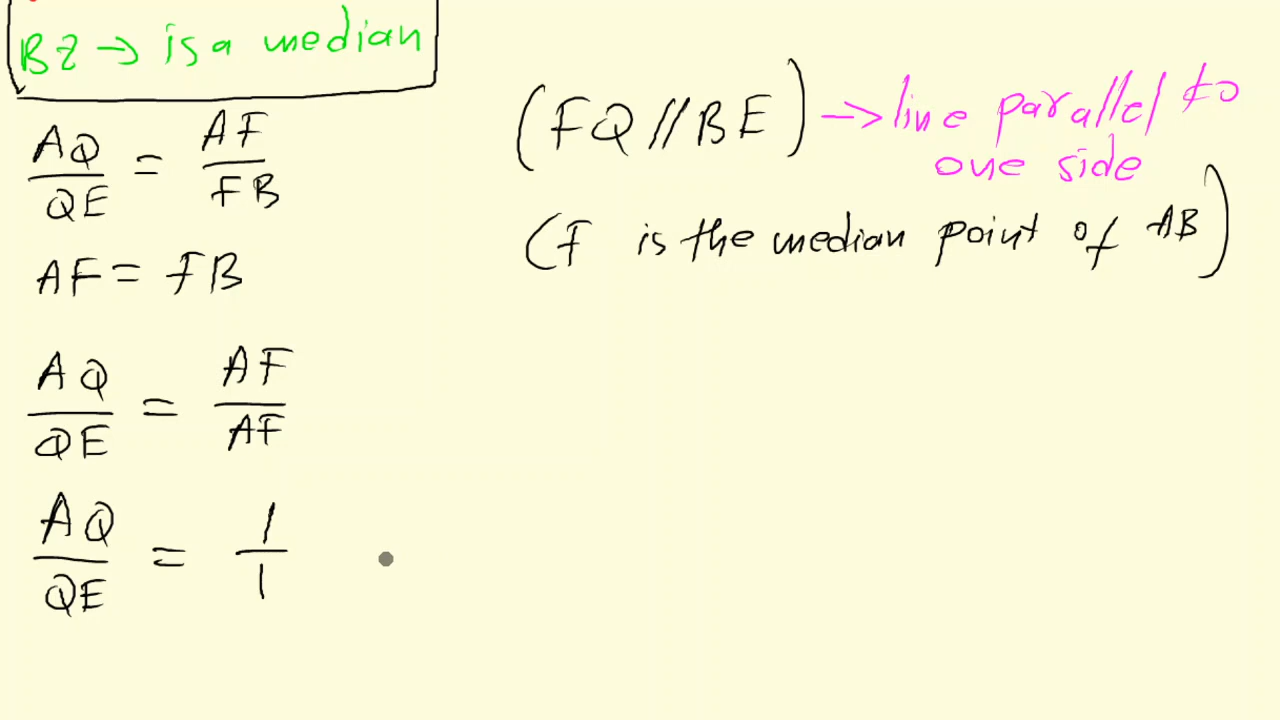 BZ → is a median
AQ/QE = AF/FB
(FQ//BE) → line parallel to
one side
AF = FB
(F is the median point of AB)
AQ/QE = AF/AF
AQ/QE = 1/1